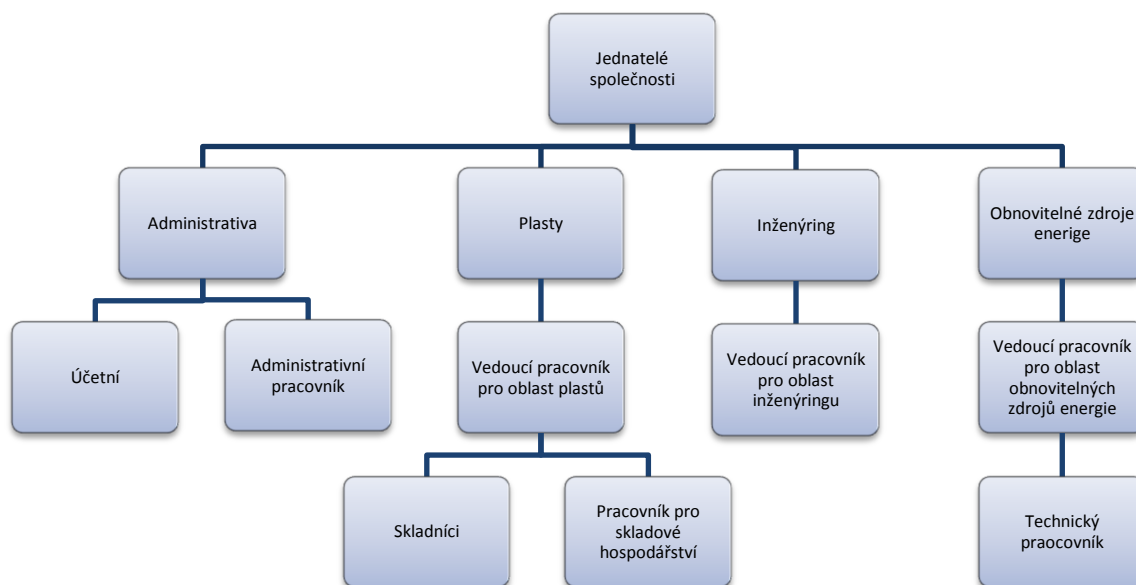 Jednatelé
společnosti
Administrativa
Plasty
Inženýring
Obnovitelné zdroje
enerige
Účetní
Administrativní
pracovník
Vedoucí pracovník
pro oblast plastů
Vedoucí pracovník
pro oblast
inženýringu
Vedoucí pracovník
pro oblast
obnovitelných
zdrojů energie
Skladníci
Pracovník pro
skladové
hospodářství
Technický
praocovník